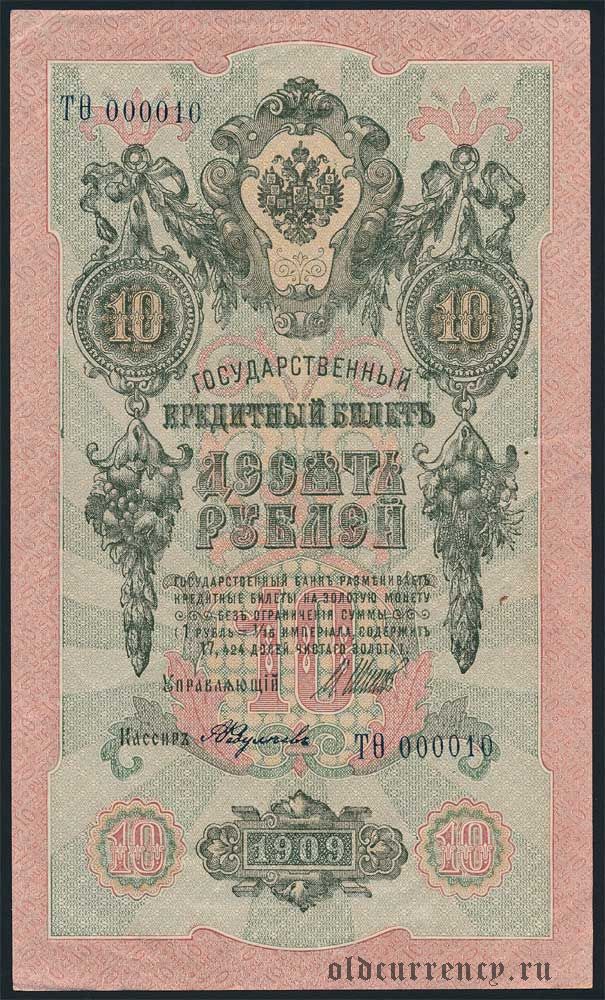 ТѲ 000010
10 10
ГОСУДАРСТВЕННЫЙ
КРЕДИТНЫЙ БИЛЕТЪ
ДЕСЯТЬ
РУБЛЕЙ
ГОСУДАРСТВЕННЫЙ БАНКЪ РАЗМѢНИВАЕТЪ
КРЕДИТНЫЕ БИЛЕТЫ НА ЗОЛОТУЮ МОНЕТУ
БЕЗЪ ОГРАНИЧЕНІЯ СУММЫ
(1 РУБЛЬ = 1/15 ИМПЕРІАЛА, СОДЕРЖИТЪ
17,424 ДОЛЕЙ ЧИСТАГО ЗОЛОТА).
10
УПРАВЛЯЮЩІЙ
КАССИРЪ
ТѲ 000010
10 1909 10
oldcurrency.ru